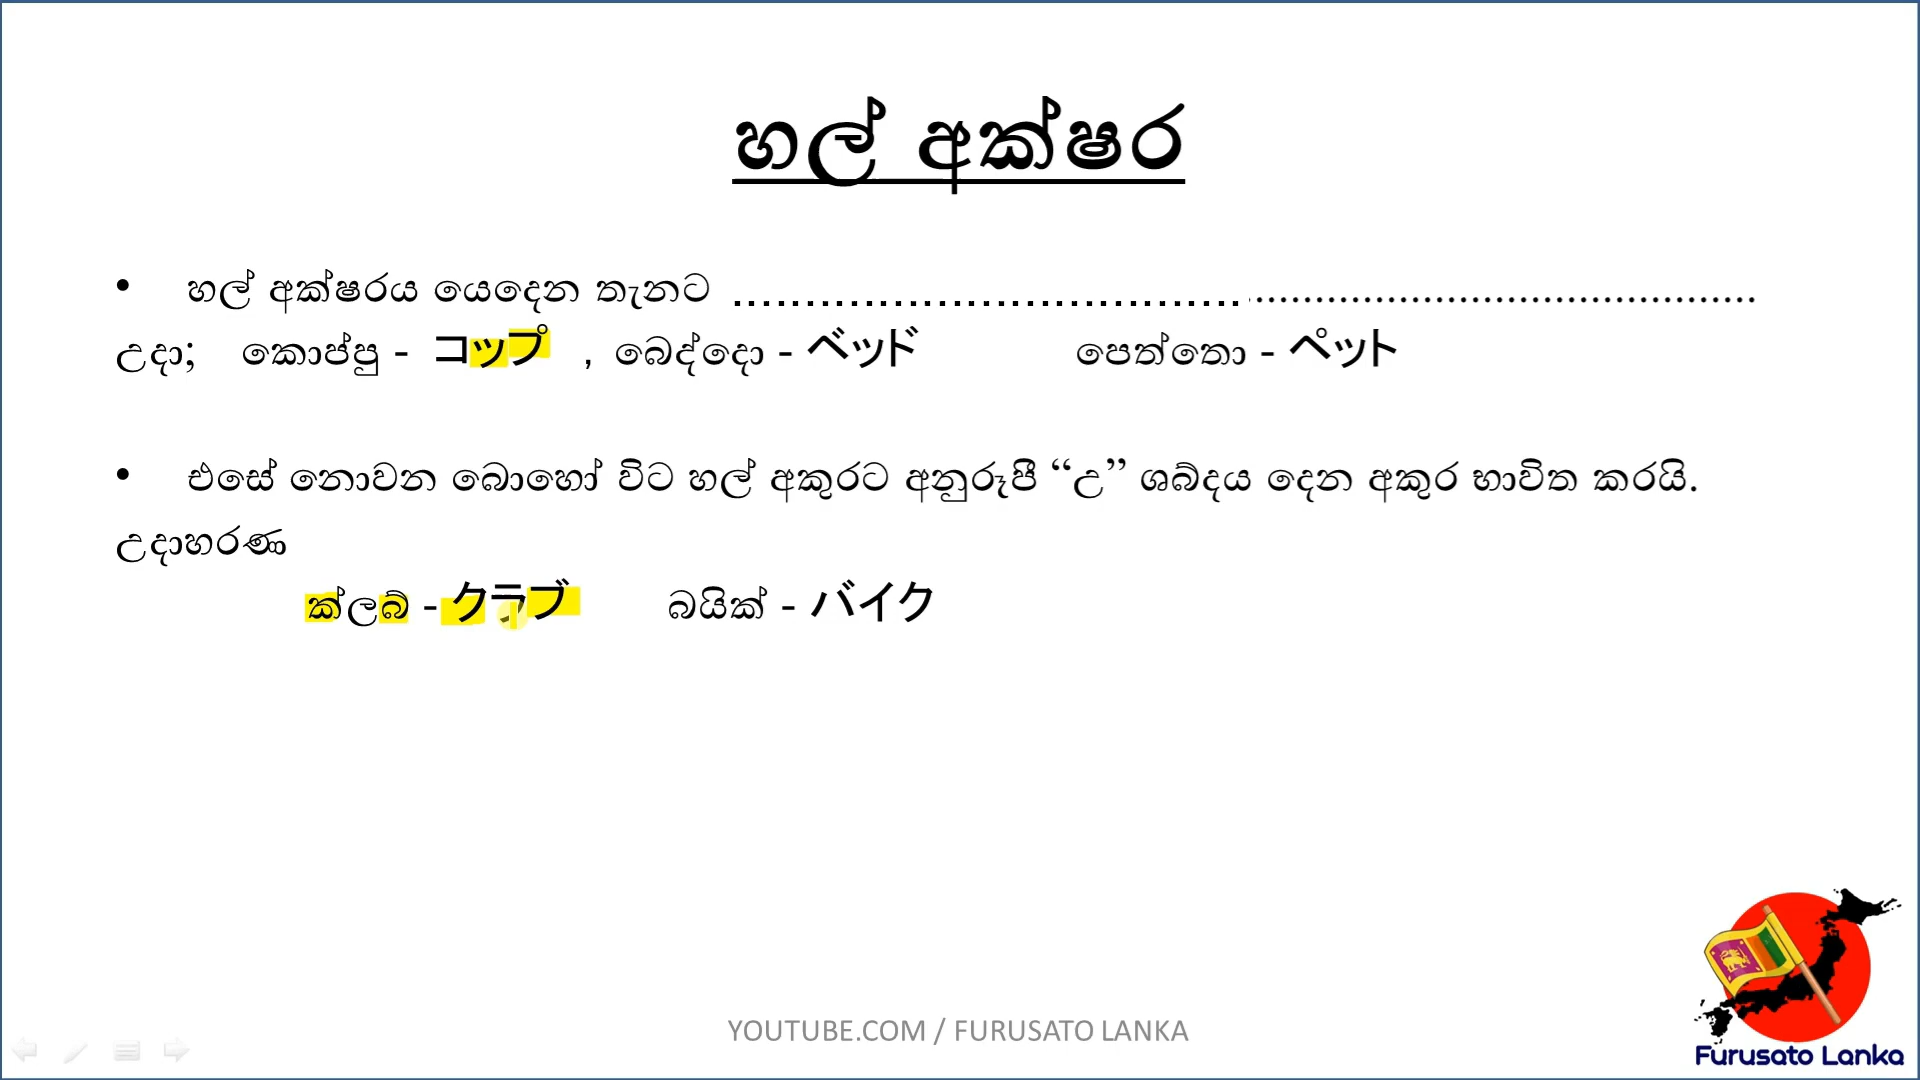 හල් අක්ෂර
• හල් අක්ෂරය යෙදෙන තැනට ................................................................................
උදා; කොප්පු - コップ , බෙද්දො - ベッド පෙත්තො - ペット
• එසේ නොවන බොහෝ විට හල් අකුරට අනුරූපී “උ” ශබ්දය දෙන අකුර භාවිත කරයි.
උදාහරණ
ක්ලබ් - クラブ බයික් - バイク
YOUTUBE.COM / FURUSATO LANKA
Furusato Lanka